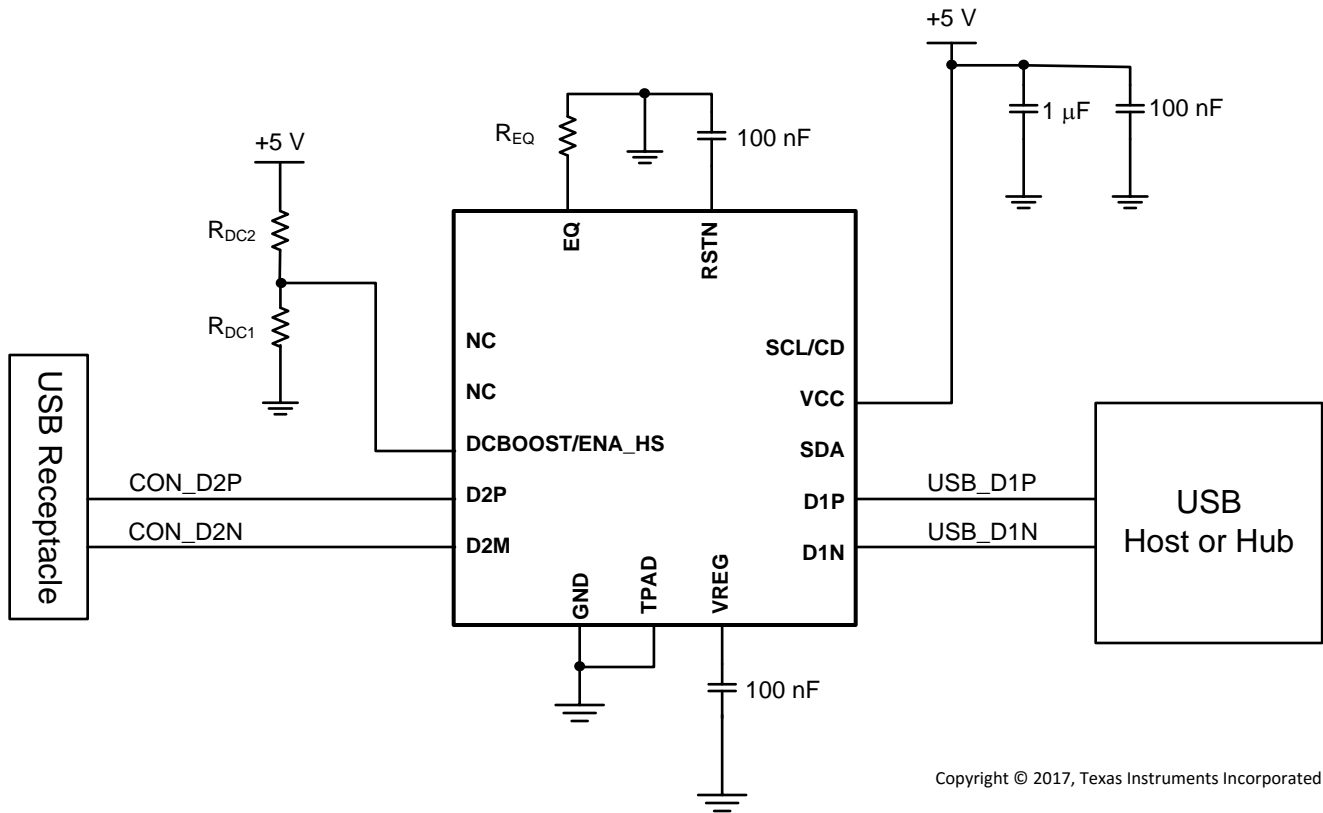 +5 V
1 μF
100 nF
R_EQ
100 nF
+5 V
R_DC2
R_DC1
EQ
RSTN
NC
NC
DCBOOST/ENA_HS
D2P
D2M
SCL/CD
VCC
SDA
D1P
D1N
GND
TPAD
VREG
USB Receptacle
CON_D2P
CON_D2N
USB_D1P
USB_D1N
USB
Host or Hub
100 nF
Copyright © 2017, Texas Instruments Incorporated